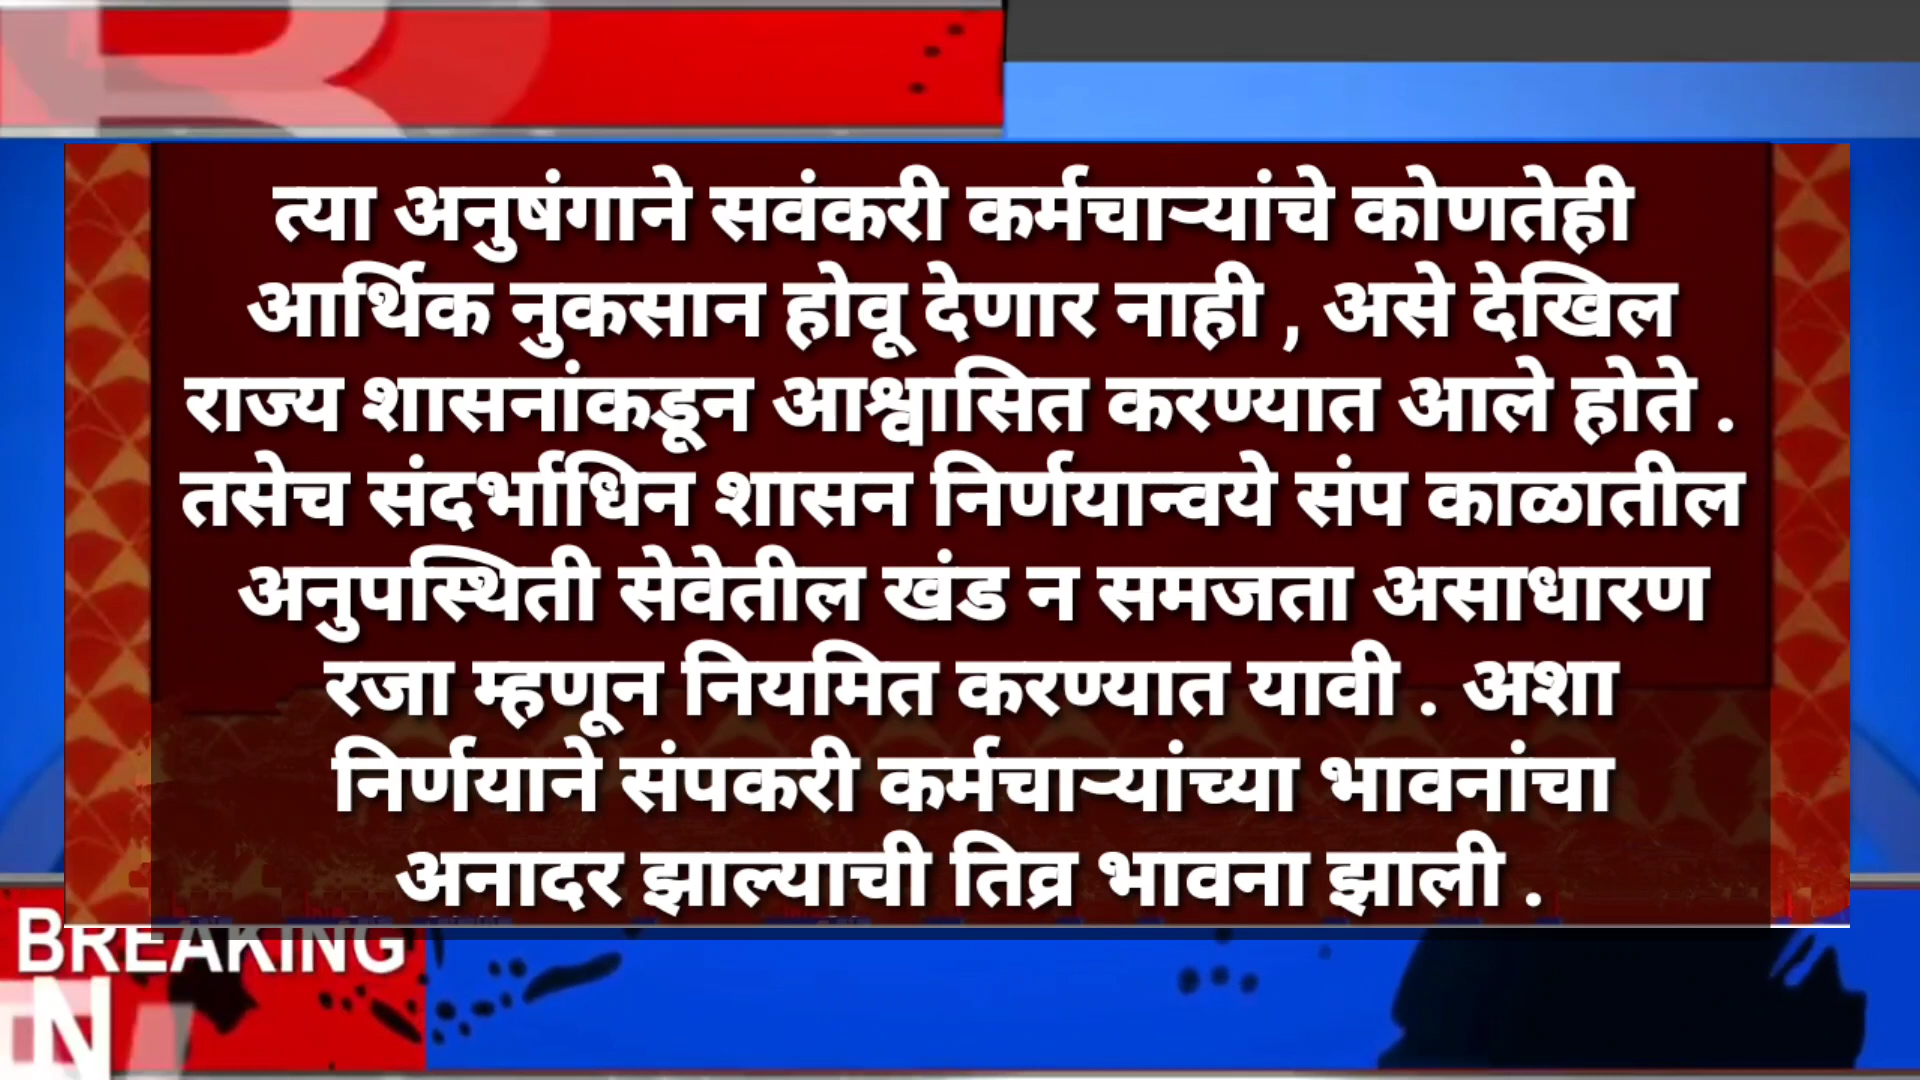 त्या अनुषंगाने सवंकरी कर्मचाऱ्यांचे कोणतेही
आर्थिक नुकसान होवू देणार नाही , असे देखिल
राज्य शासनांकडून आश्वासित करण्यात आले होते .
तसेच संदर्भाधिन शासन निर्णयान्वये संप काळातील
अनुपस्थिती सेवेतील खंड न समजता असाधारण
रजा म्हणून नियमित करण्यात यावी . अशा
निर्णयाने संपकरी कर्मचाऱ्यांच्या भावनांचा
अनादर झाल्याची तिव्र भावना झाली .
BREAKING
N